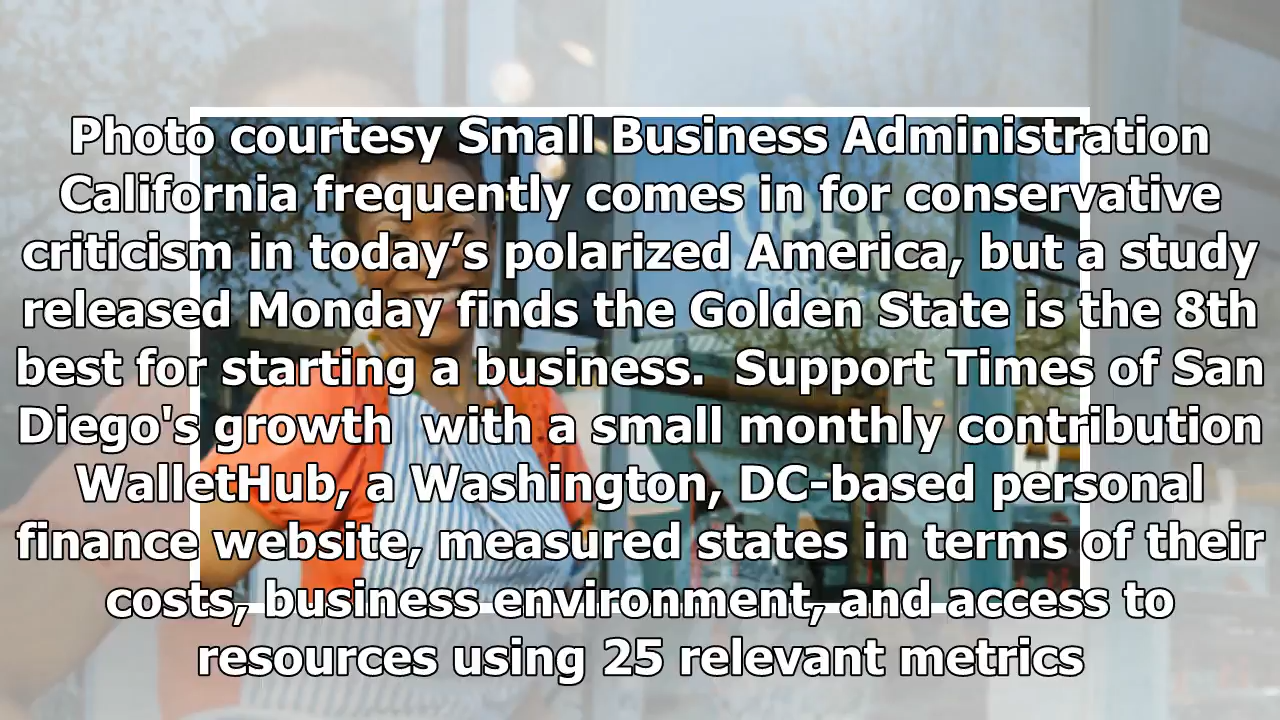 Photo courtesy Small Business Administration
California frequently comes in for conservative
criticism in today’s polarized America, but a study
released Monday finds the Golden State is the 8th
best for starting a business.  Support Times of San
Diego's growth  with a small monthly contribution
WalletHub, a Washington, DC-based personal
finance website, measured states in terms of their
costs, business environment, and access to
resources using 25 relevant metrics